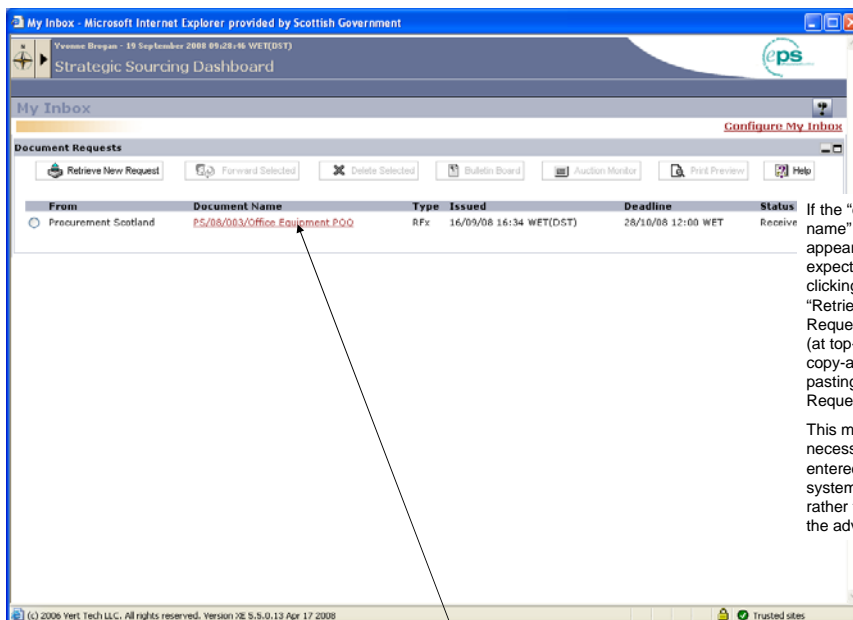 My Inbox - Microsoft Internet Explorer provided by Scottish Government
Yvonne Brogan - 19 September 2008 09:28:46 WET(DST)
Strategic Sourcing Dashboard
eps
My Inbox
Configure My Inbox
Document Requests
Retrieve New Request Forward Selected Delete Selected Bulletin Board Auction Monitor Print Preview Help
From Document Name Type Issued Deadline Status
Procurement Scotland PS/08/003/Office Equipment PQQ RFx 16/09/08 16:34 WET(DST) 28/10/08 12:00 WET Receive
If the “
name”
appear
expect
clicking
“Retrie
Reque
(at top-
copy-a
pasting
Reque
This m
necess
entered
system
rather
the adv
(c) 2006 Vert Tech LLC. All rights reserved. Version XE 5.5.0.13 Apr 17 2008 Trusted sites